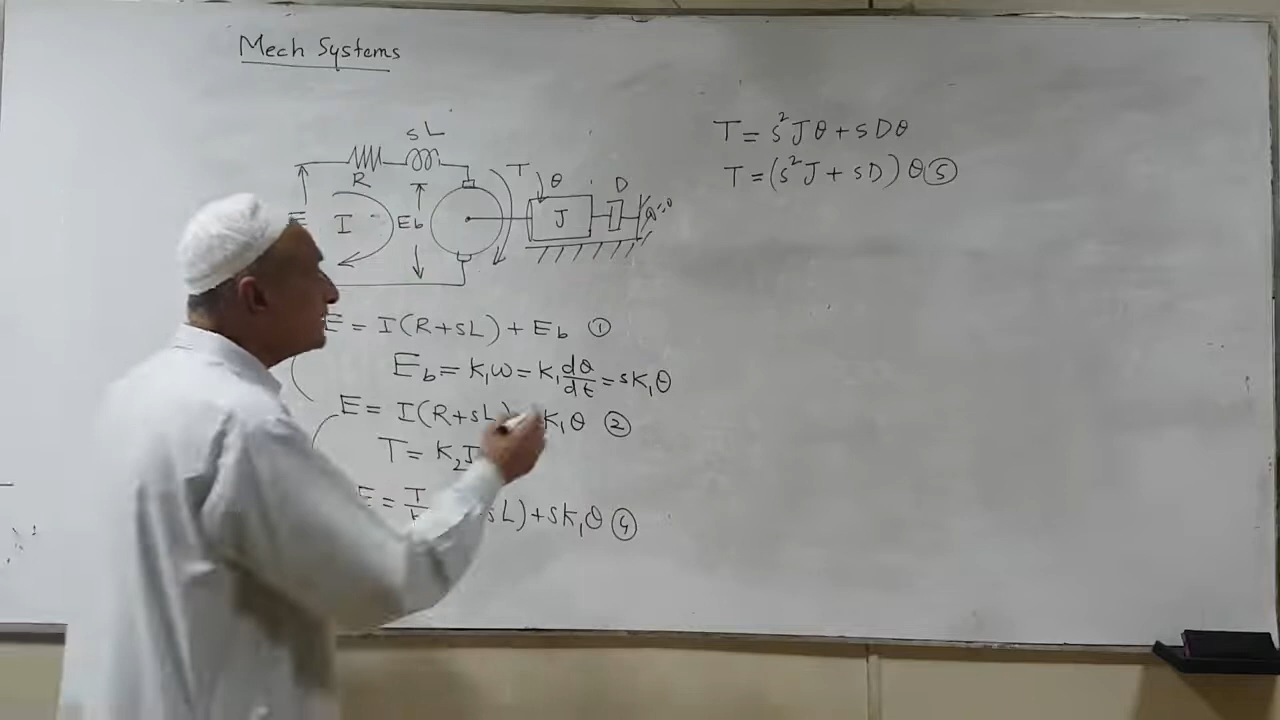 Mech Systems
sL
R
T
θ
D
E
I
Eb
J
E = I(R+sL) + Eb ①
Eb = K₁ω = K₁ dθ/dt = sK₁θ
E = I(R+sL) K₁θ ②
T = K₂I
E = T/ sL) + sK₁θ ④
T = s²Jθ + sDθ
T = (s²J + sD) θ ⑤